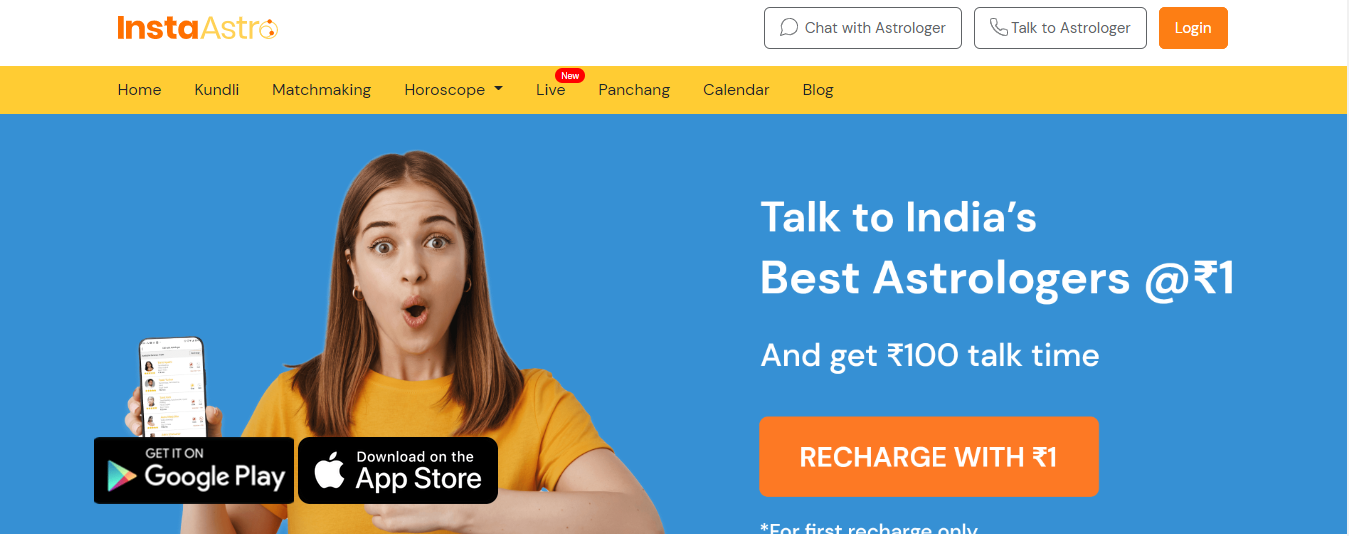 InstaAstro
Chat with Astrologer
Talk to Astrologer
Login
Home
Kundli
Matchmaking
Horoscope
Live
New
Panchang
Calendar
Blog
Talk to India’s
Best Astrologers @₹1
And get ₹100 talk time
RECHARGE WITH ₹1
*For first recharge only
GET IT ON
Google Play
Download on the
App Store